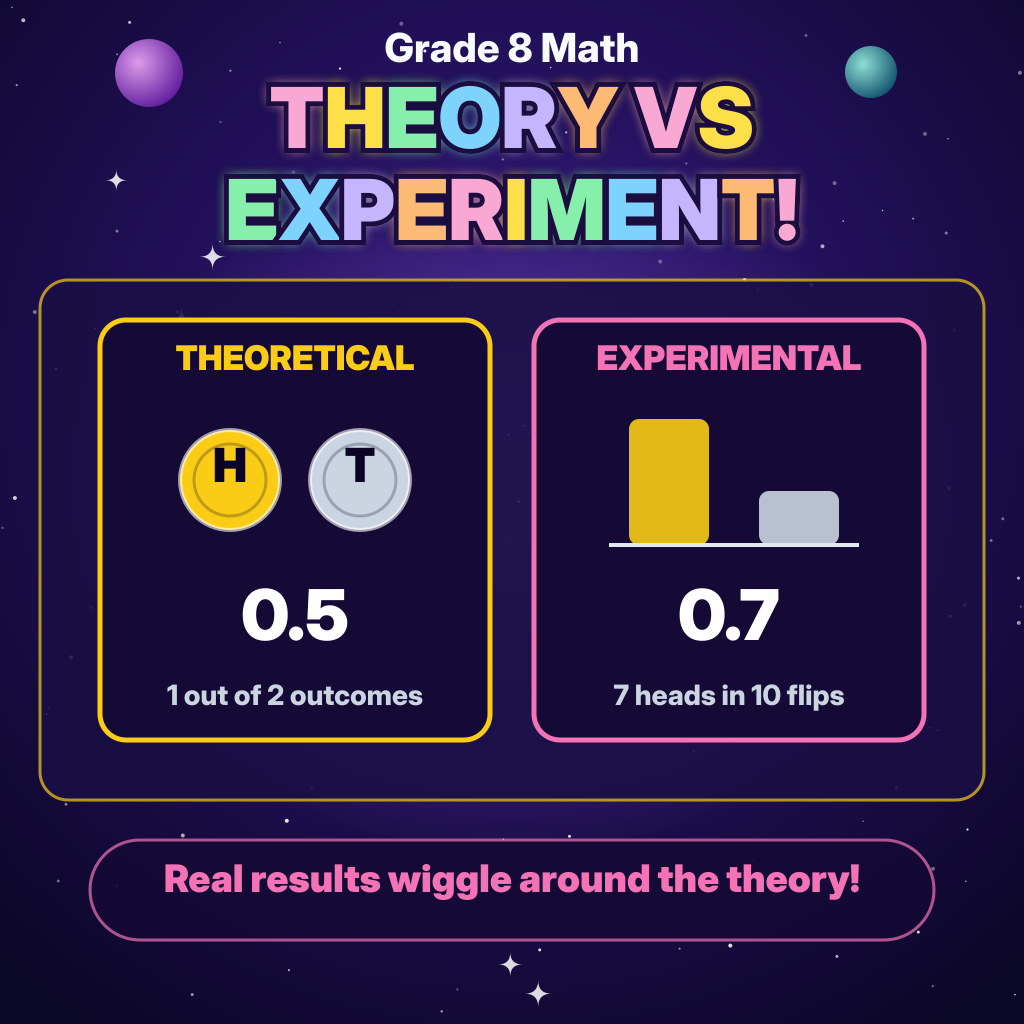 Grade 8 Math
THEORY VS
EXPERIMENT!
THEORETICAL
H T
0.5
1 out of 2 outcomes
EXPERIMENTAL
0.7
7 heads in 10 flips
Real results wiggle around the theory!